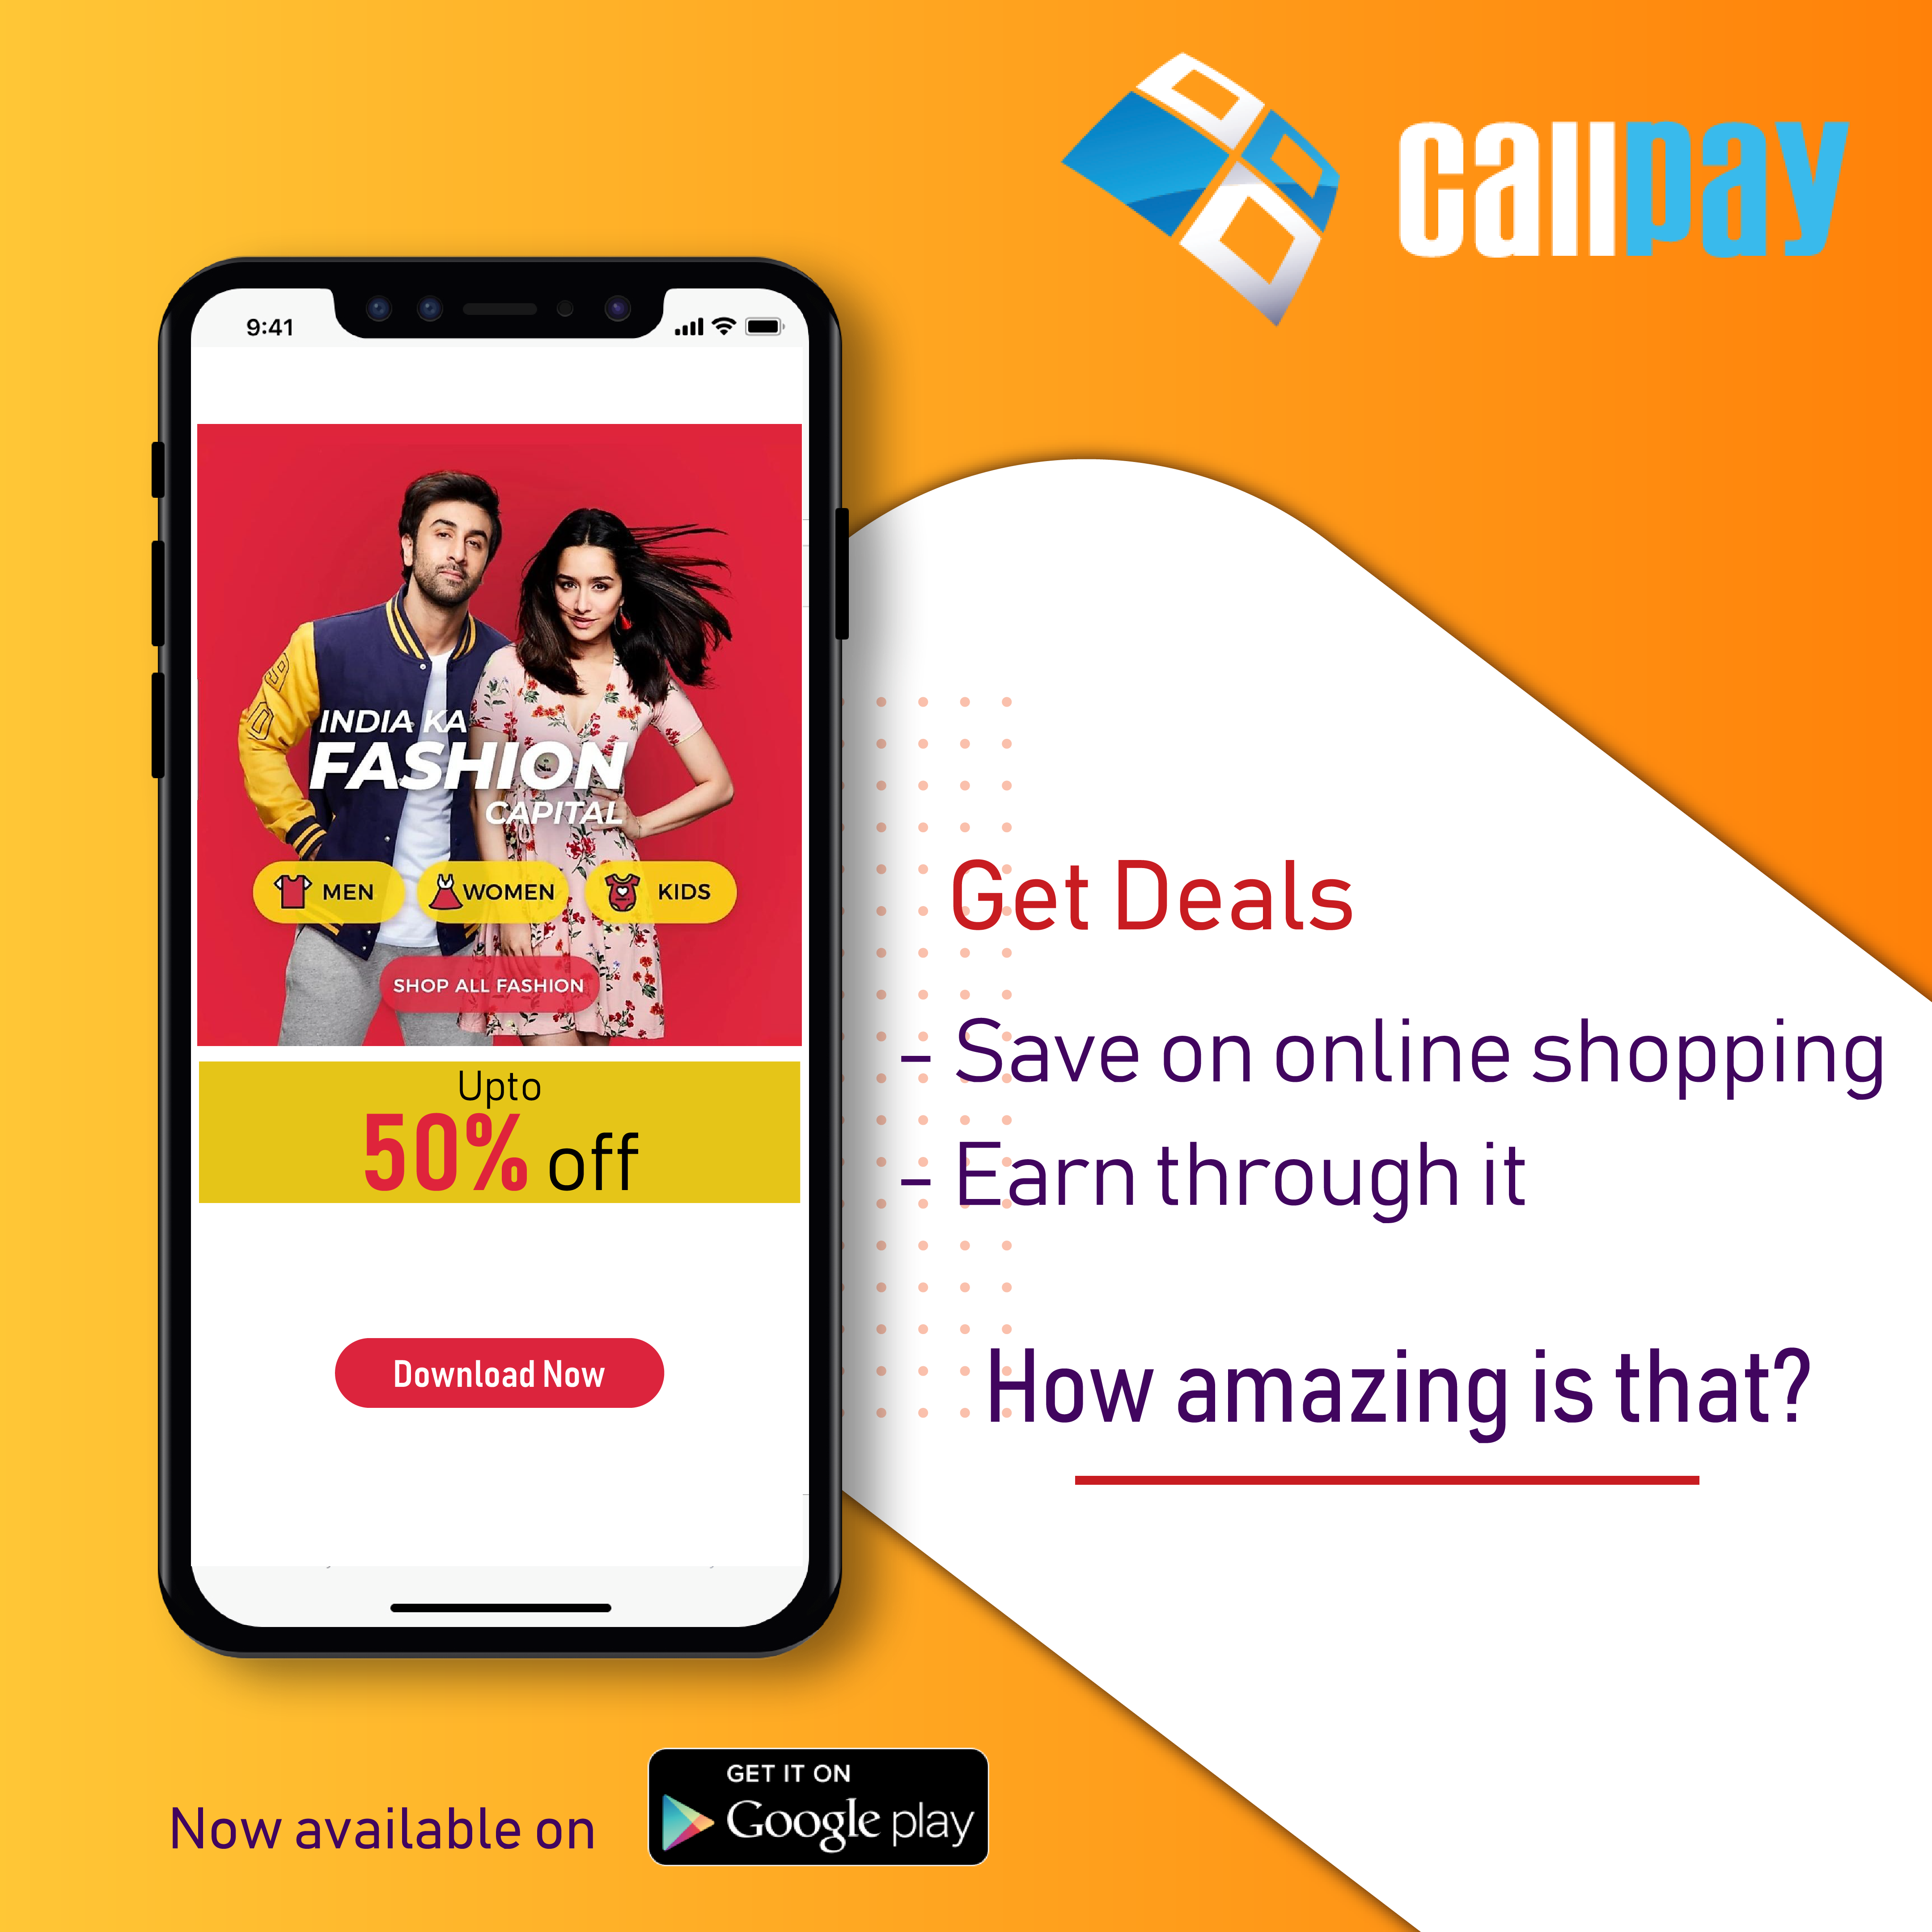 callpay
9:41
INDIA KA
FASHION
CAPITAL
MEN
WOMEN
KIDS
SHOP ALL FASHION
Upto
50% off
Download Now
Get Deals
- Save on online shopping
- Earn through it
How amazing is that?
Now available on
GET IT ON
Google play